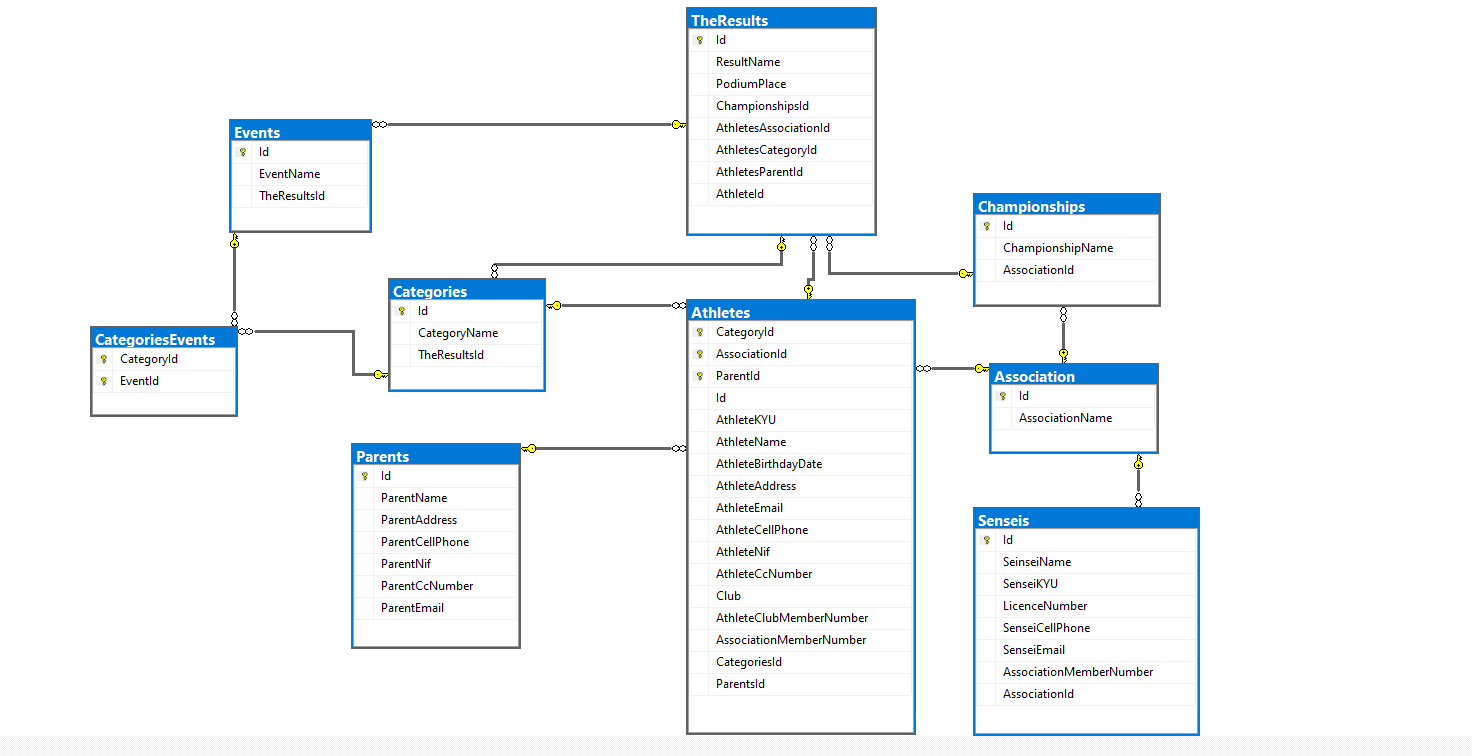 TheResults
Id
ResultName
PodiumPlace
ChampionshipsId
AthletesAssociationId
AthletesCategoryId
AthletesParentId
AthleteId
Events
Id
EventName
TheResultsId
Championships
Id
ChampionshipName
AssociationId
Categories
Id
CategoryName
TheResultsId
CategoriesEvents
CategoryId
EventId
Athletes
CategoryId
AssociationId
ParentId
Id
AthleteKYU
AthleteName
AthleteBirthdayDate
AthleteAddress
AthleteEmail
AthleteCellPhone
AthleteNif
AthleteCcNumber
Club
AthleteClubMemberNumber
AssociationMemberNumber
CategoriesId
ParentsId
Association
Id
AssociationName
Parents
Id
ParentName
ParentAddress
ParentCellPhone
ParentNif
ParentCcNumber
ParentEmail
Senseis
Id
SeinseiName
SenseiKYU
LicenceNumber
SenseiCellPhone
SenseiEmail
AssociationMemberNumber
AssociationId